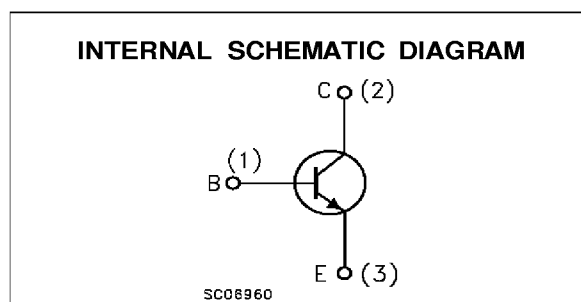 INTERNAL SCHEMATIC DIAGRAM
C (2)
(1)
B
E (3)
SC06960